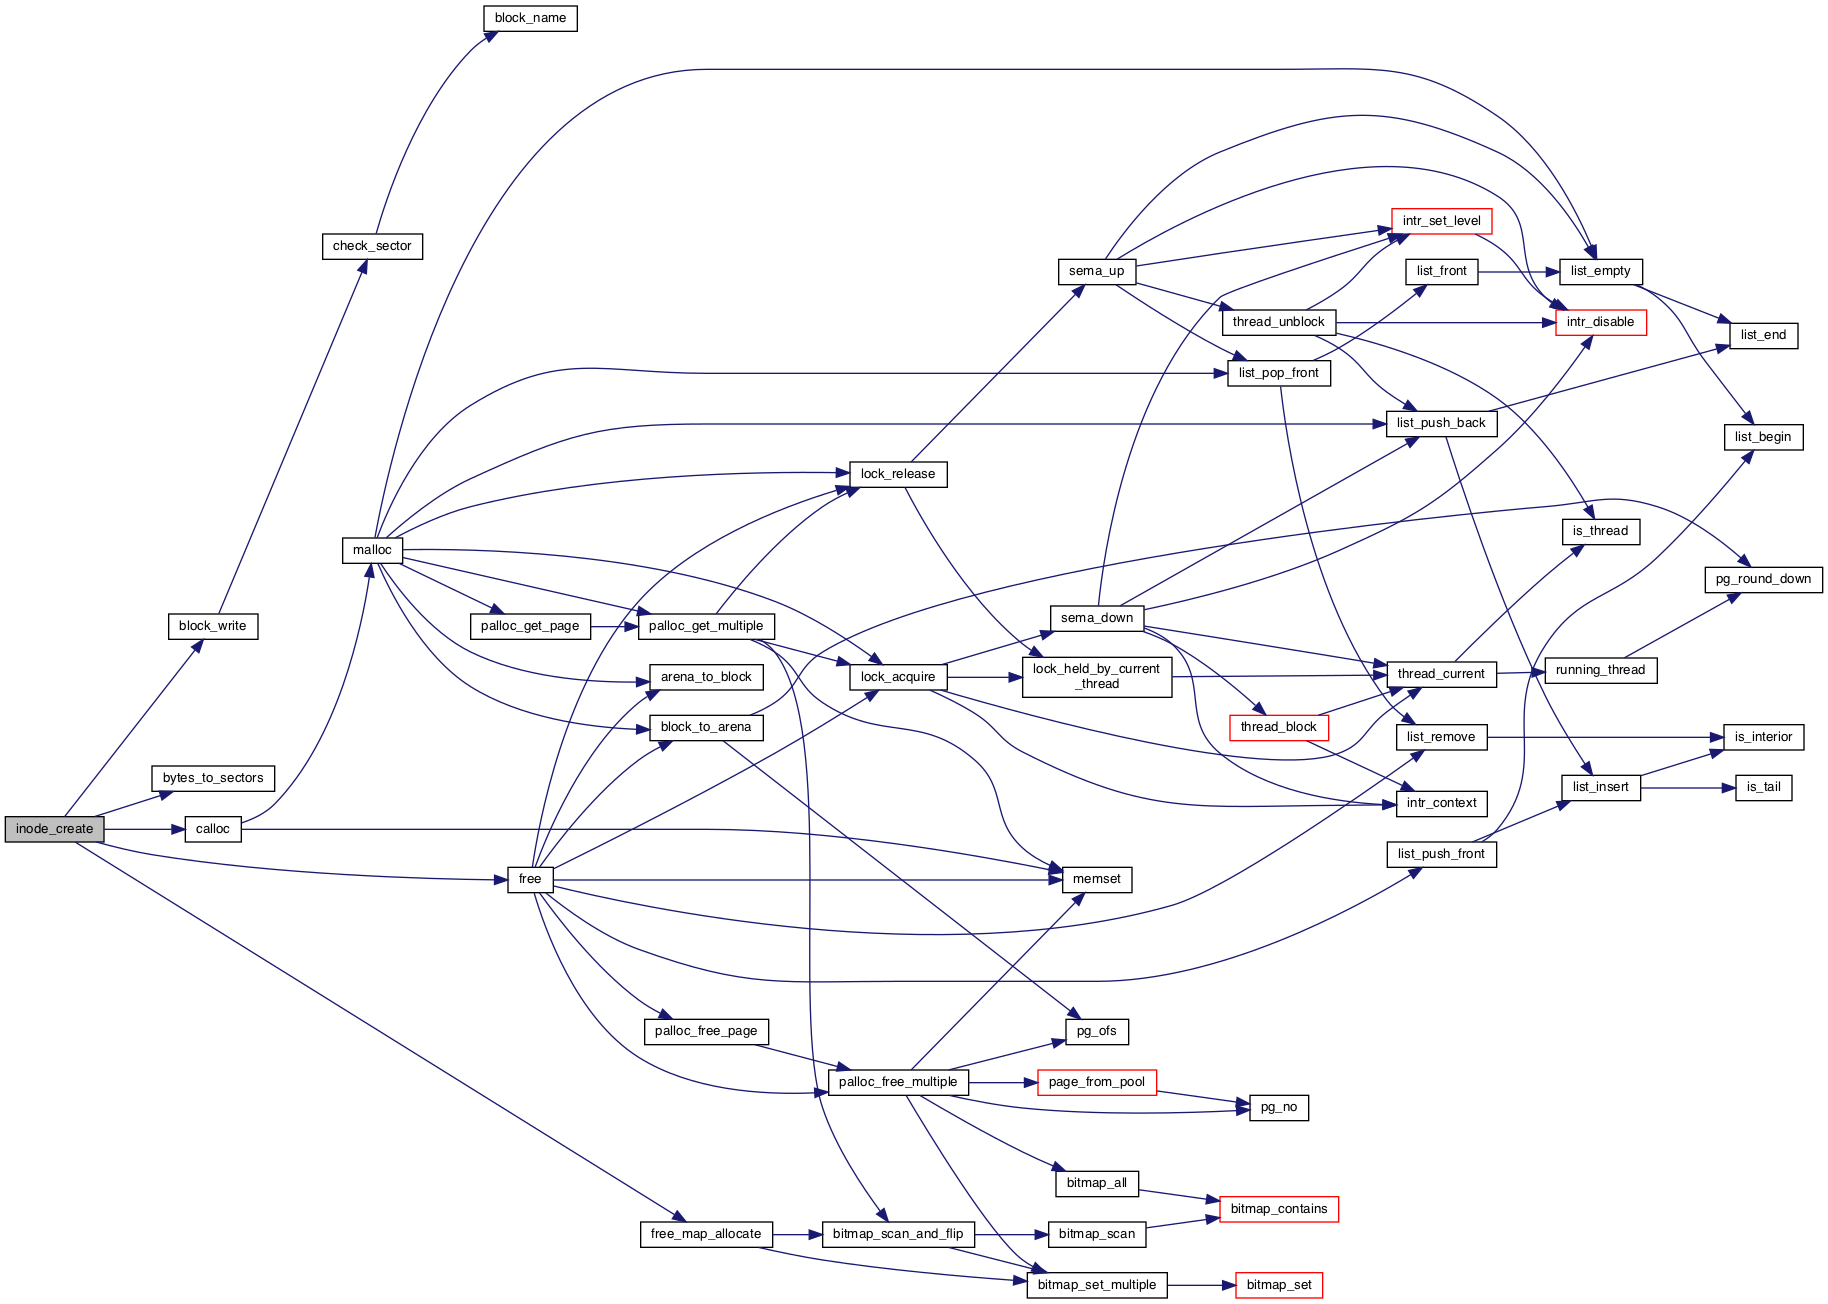 block_name
check_sector
block_write
bytes_to_sectors
inode_create
calloc
malloc
palloc_get_page
free
palloc_get_multiple
arena_to_block
block_to_arena
palloc_free_page
free_map_allocate
lock_release
lock_acquire
palloc_free_multiple
bitmap_scan_and_flip
sema_up
sema_down
lock_held_by_current
_thread
memset
pg_ofs
page_from_pool
bitmap_all
bitmap_scan
bitmap_set_multiple
thread_unblock
list_pop_front
thread_block
pg_no
bitmap_contains
bitmap_set
intr_set_level
list_front
list_push_back
thread_current
list_remove
intr_context
list_push_front
list_empty
intr_disable
is_thread
running_thread
list_insert
list_end
list_begin
pg_round_down
is_interior
is_tail